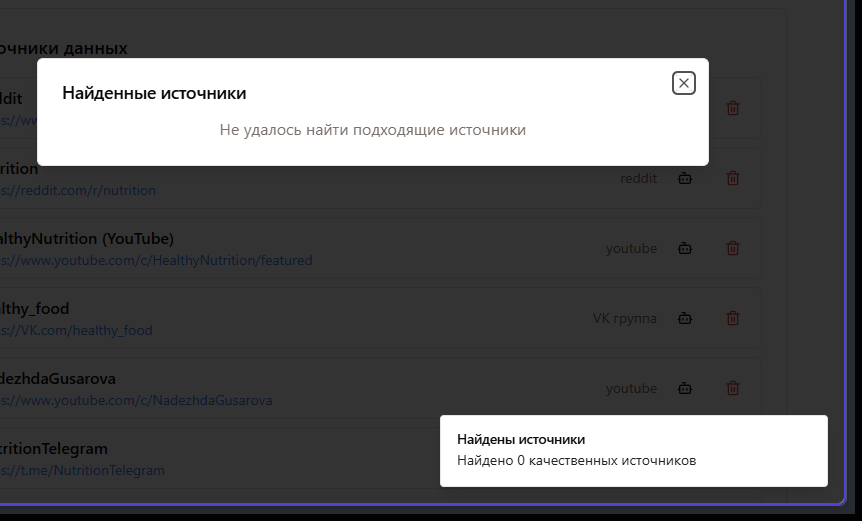 очники данных
Найденные источники
Не удалось найти подходящие источники
ddit
s://ww
rition
s://reddit.com/r/nutrition
reddit
althyNutrition (YouTube)
s://www.youtube.com/c/HealthyNutrition/featured
youtube
lthy_food
s://VK.com/healthy_food
VK группа
dezhdaGusarova
s://www.youtube.com/c/NadezhdaGusarova
youtube
tritionTelegram
s://t.me/NutritionTelegram
Найдены источники
Найдено 0 качественных источников